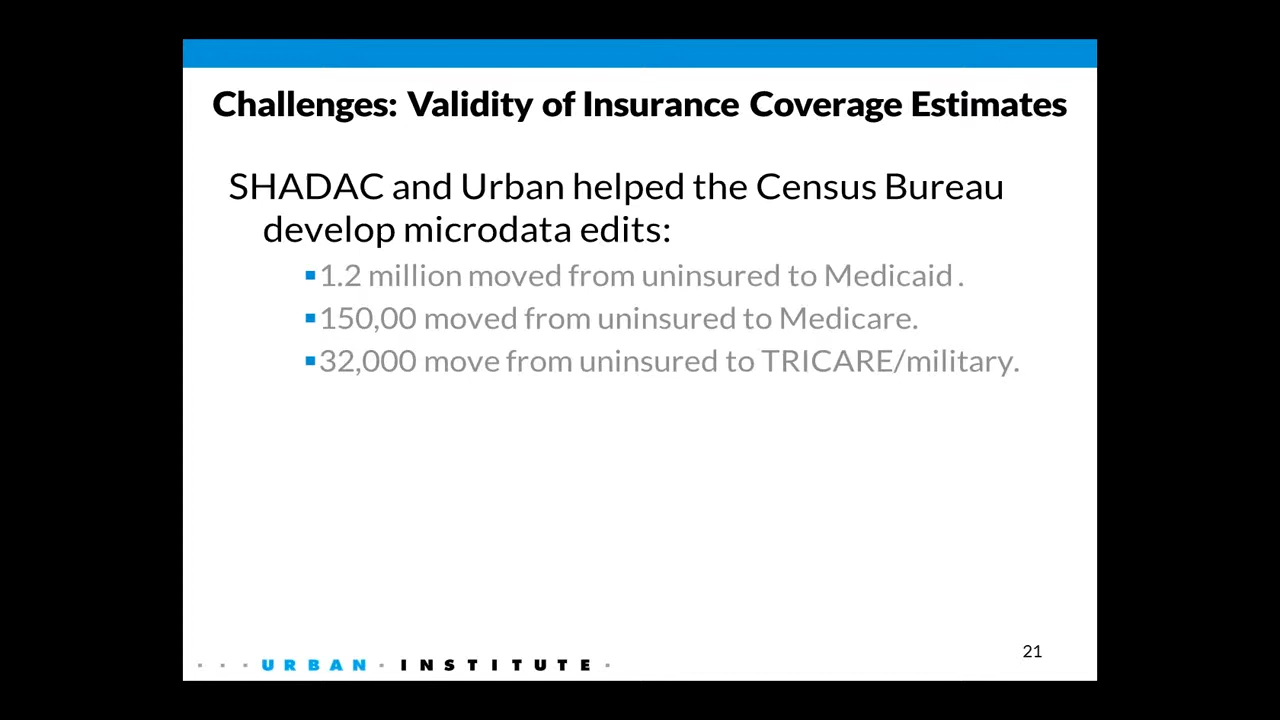 Challenges: Validity of Insurance Coverage Estimates
SHADAC and Urban helped the Census Bureau
develop microdata edits:
1.2 million moved from uninsured to Medicaid.
150,00 moved from uninsured to Medicare.
32,000 move from uninsured to TRICARE/military.
21
URBAN INSTITUTE